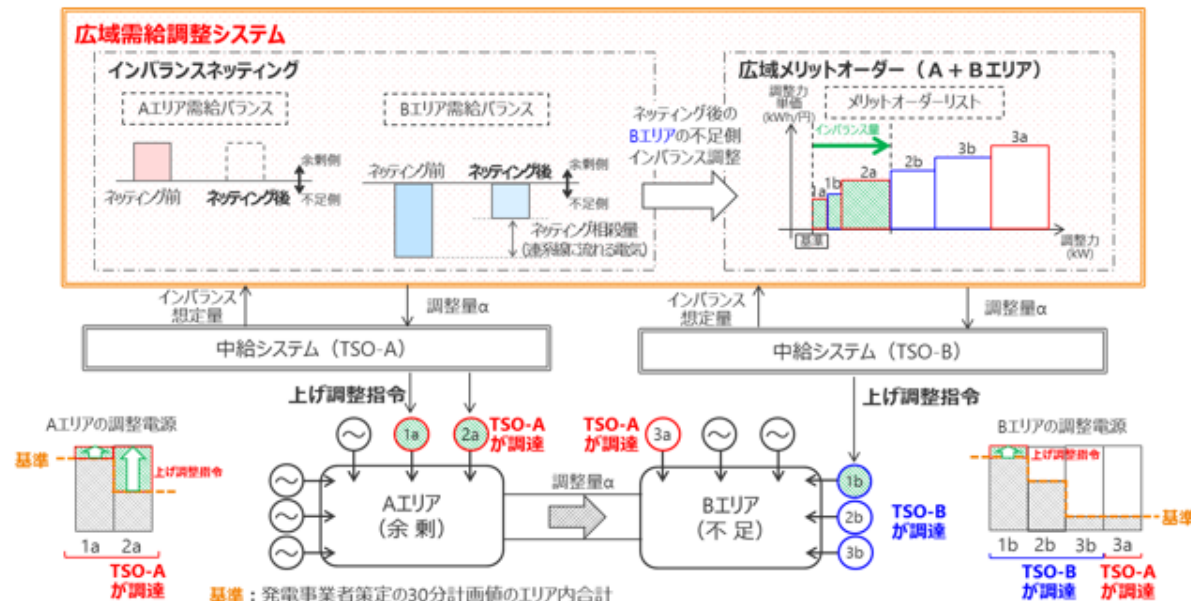 広域需給調整システム
インバランスネッティング
Aエリア需給バランス
Bエリア需給バランス
ネッティング前
ネッティング後
余剰側
不足側
ネッティング前
ネッティング後
余剰側
不足側
ネッティング相殺量
(連系線に流れる電気)
ネッティング後の
Bエリアの不足側
インバランス調整
広域メリットオーダー(A+Bエリア)
調整力
単価
(kWh/円)
メリットオーダーリスト
インバランス量
1a
1b
2a
2b
3b
3a
基準
調整力
(kW)
インバランス
想定量
調整量α
インバランス
想定量
調整量α
中給システム(TSO-A)
中給システム(TSO-B)
上げ調整指令
上げ調整指令
Aエリアの調整電源
基準
上げ調整指令
1a 2a
TSO-A
が調達
1a
2a
TSO-A
が調達
TSO-A
が調達
3a
Aエリア
(余 剰)
調整量α
Bエリア
(不 足)
1b
2b
3b
TSO-B
が調達
Bエリアの調整電源
上げ調整指令
基準
1b 2b 3b 3a
TSO-B
が調達
TSO-A
が調達
基準:発電事業者策定の30分計画値のエリア内合計